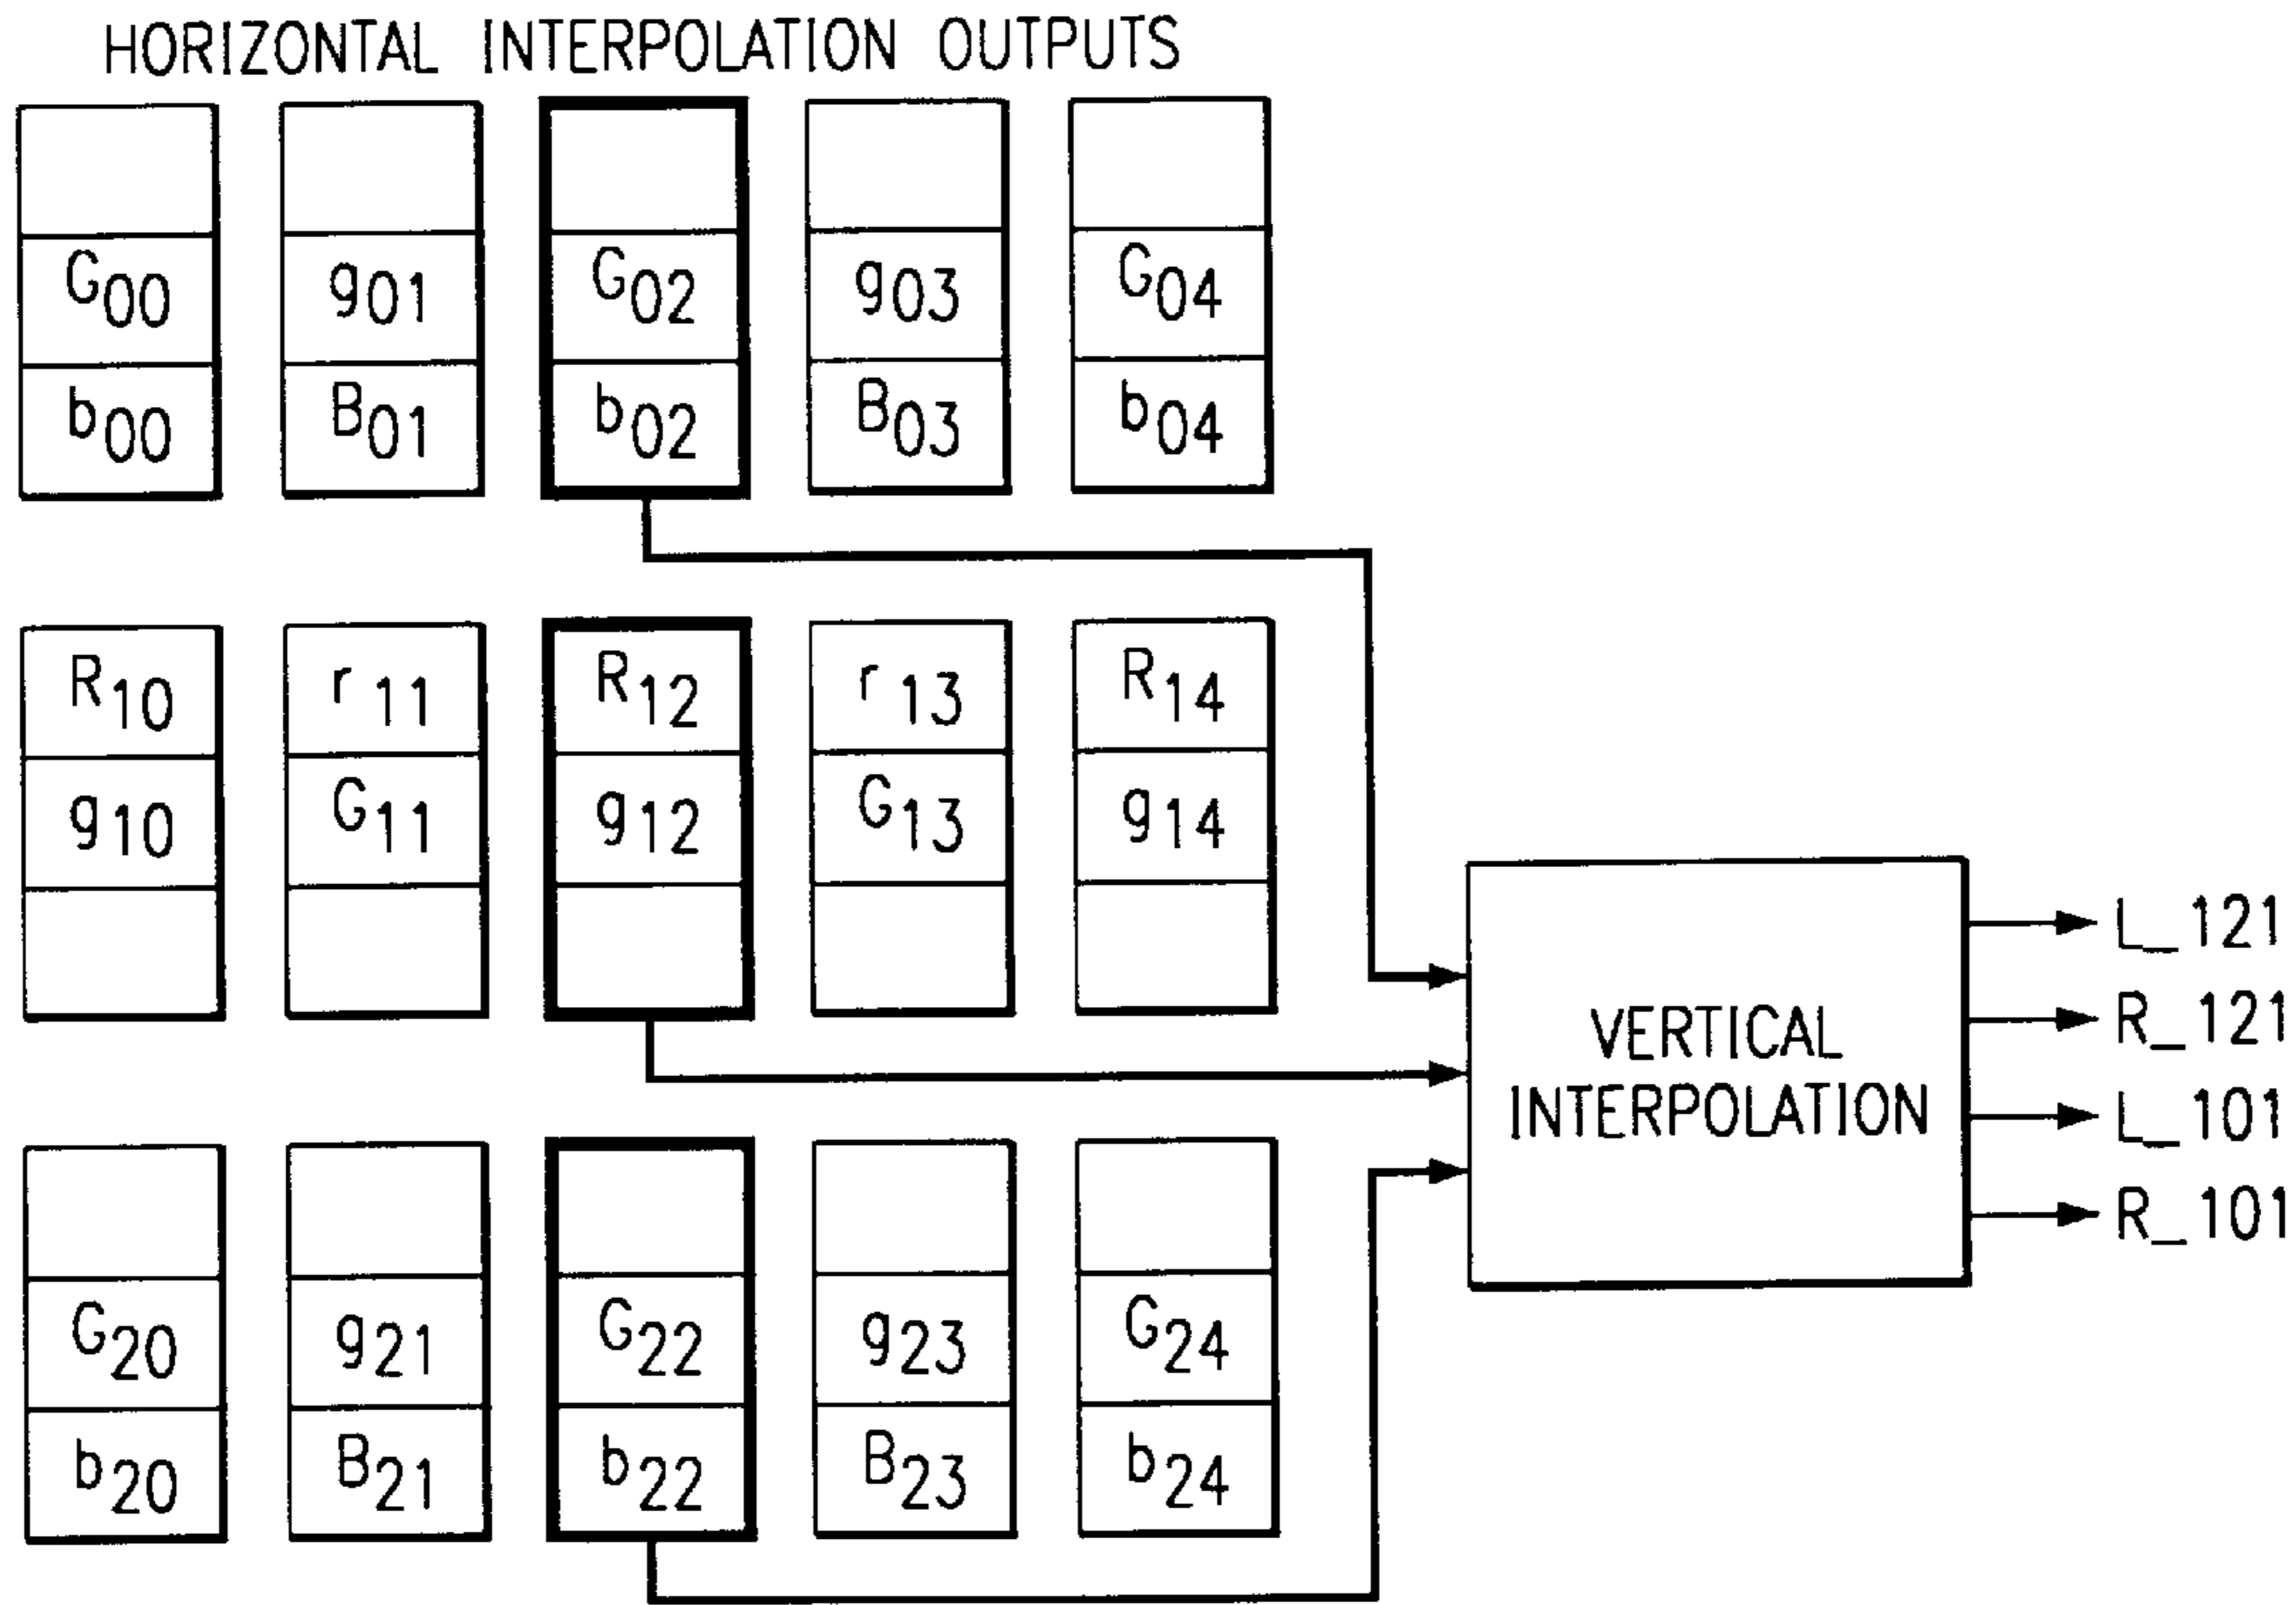 HORIZONTAL INTERPOLATION OUTPUTS
G00 g01 G02 g03 G04
b00 B01 b02 B03 b04
R10 r11 R12 r13 R14
g10 G11 g12 G13 g14
G20 g21 G22 g23 G24
b20 B21 b22 B23 b24
VERTICAL
INTERPOLATION
L_121
R_121
L_101
R_101